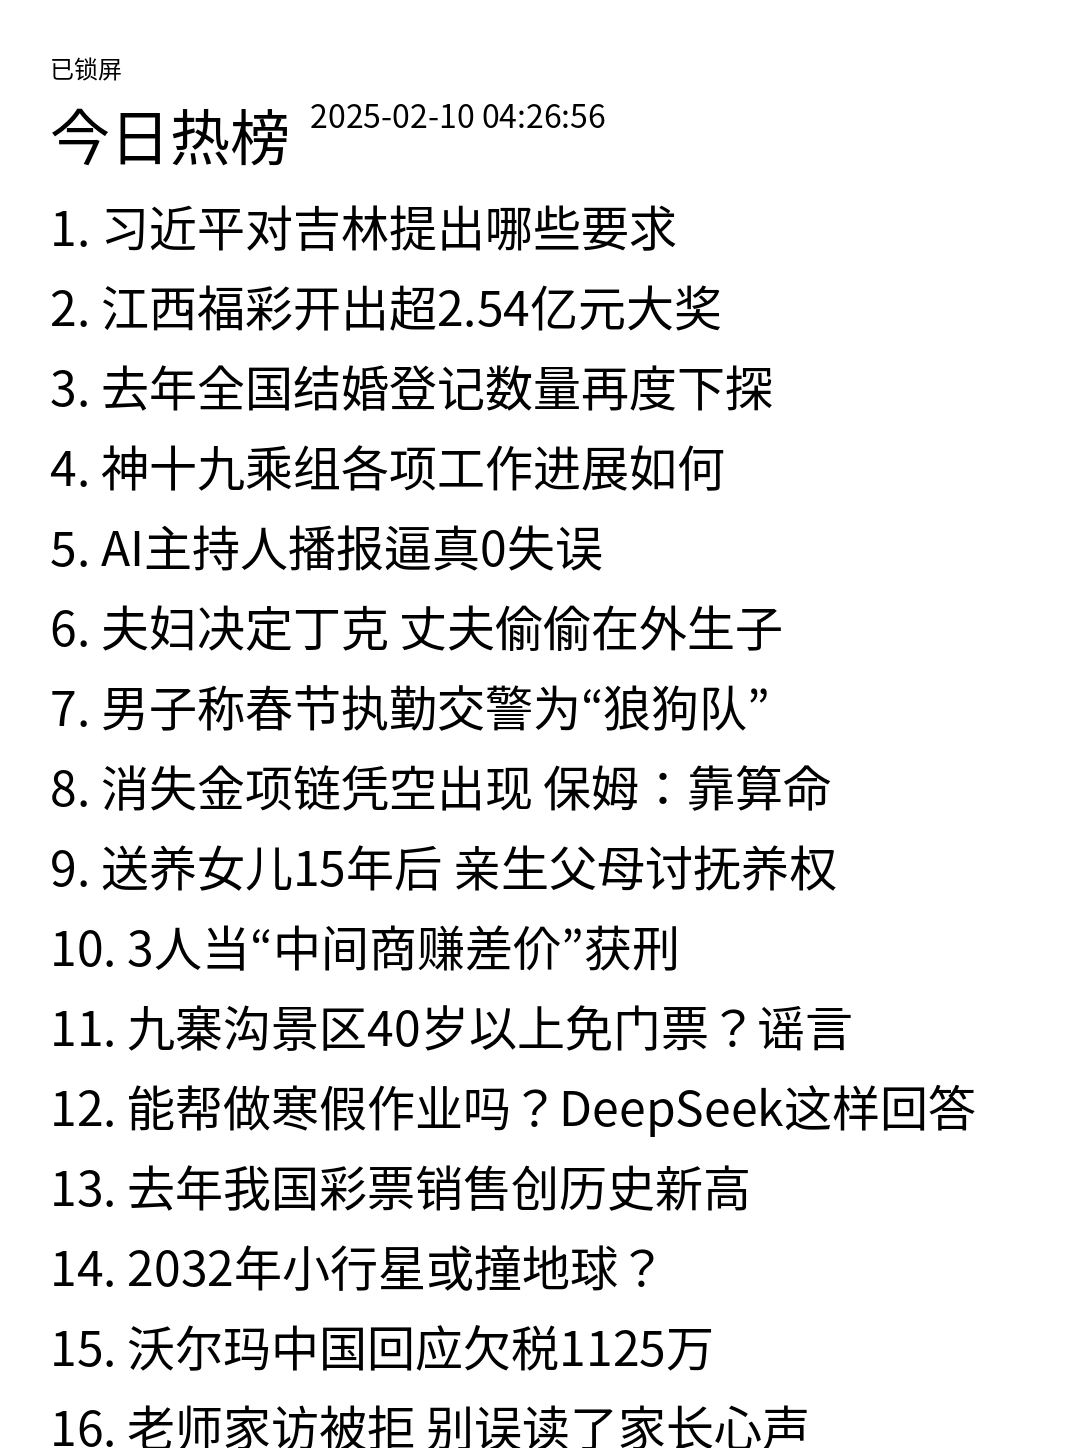 已锁屏
今日热榜 2025-02-10 04:26:56
1. 习近平对吉林提出哪些要求
2. 江西福彩开出超2.54亿元大奖
3. 去年全国结婚登记数量再度下探
4. 神十九乘组各项工作进展如何
5. AI主持人播报逼真0失误
6. 夫妇决定丁克 丈夫偷偷在外生子
7. 男子称春节执勤交警为“狼狗队”
8. 消失金项链凭空出现 保姆：靠算命
9. 送养女儿15年后 亲生父母讨抚养权
10. 3人当“中间商赚差价”获刑
11. 九寨沟景区40岁以上免门票？谣言
12. 能帮做寒假作业吗？DeepSeek这样回答
13. 去年我国彩票销售创历史新高
14. 2032年小行星或撞地球？
15. 沃尔玛中国回应欠税1125万
16. 老师家访被拒 别误读了家长心声